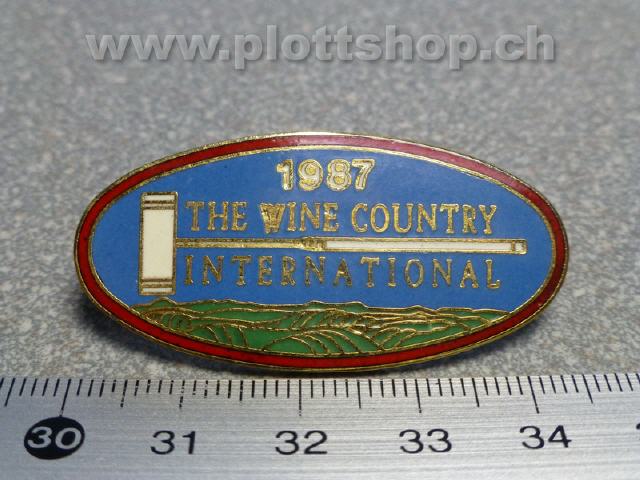 www.plottshop.ch
1987
THE WINE COUNTRY
INTERNATIONAL
30 31 32 33 34